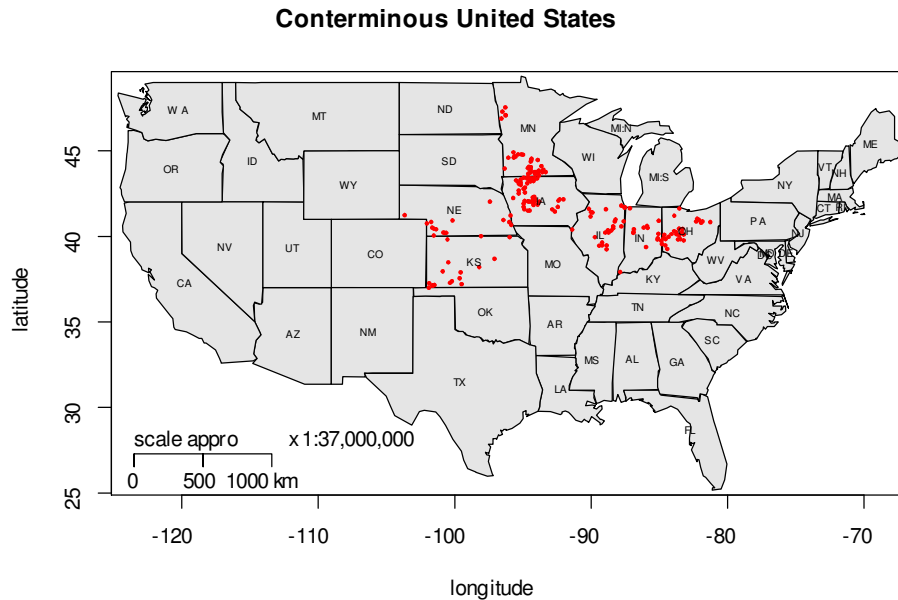 Conterminous United States
latitude
45
40
35
30
25
W A
MT
ND
MN
MI:N
ME
OR
ID
SD
WI
VT
NH
WY
MI:S
NY
MA
CT
NE
IA
PA
NV
UT
CO
IL
IN
OH
NJ
CA
KS
MO
WV
VA
KY
AZ
NM
OK
TN
NC
AR
SC
MS
AL
GA
TX
LA
FL
scale appro x 1:37,000,000
0 500 1000 km
-120 -110 -100 -90 -80 -70
longitude